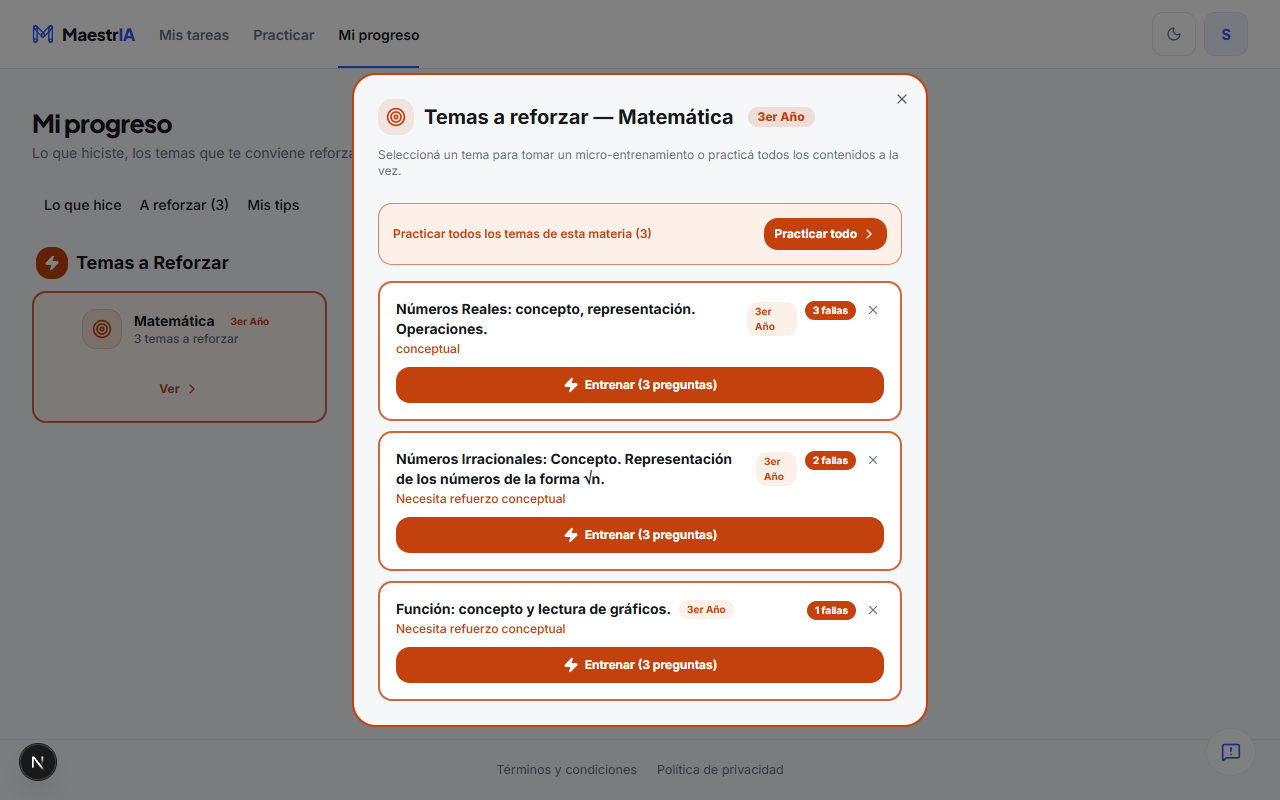 MaestrIA Mis tareas Practicar Mi progreso S
Mi progreso
Lo que hiciste, los temas que te conviene
Lo que hice A reforzar (3) Mis tips
Temas a Reforzar
Matemática 3er Año
3 temas a reforzar
Ver
Temas a reforzar — Matemática 3er Año
Seleccioná un tema para tomar un micro-entrenamiento o practicá todos los contenidos a la
vez.
Practicar todos los temas de esta materia (3) Practicar todo
Números Reales: concepto, representación.
Operaciones.
3er
Año
3 fallas
conceptual
Entrenar (3 preguntas)
Números Irracionales: Concepto. Representación
de los números de la forma √n.
3er
Año
2 fallas
Necesita refuerzo conceptual
Entrenar (3 preguntas)
Función: concepto y lectura de gráficos. 3er Año 1 fallas
Necesita refuerzo conceptual
Entrenar (3 preguntas)
N
Términos y condiciones Política de privacidad